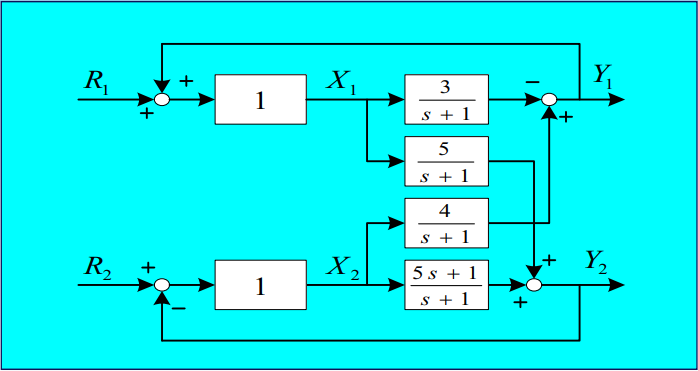 R₁ + + 1 X₁ 3 / s + 1 − + Y₁
5 / s + 1
4 / s + 1
R₂ + − 1 X₂ 5s + 1 / s + 1 + + Y₂